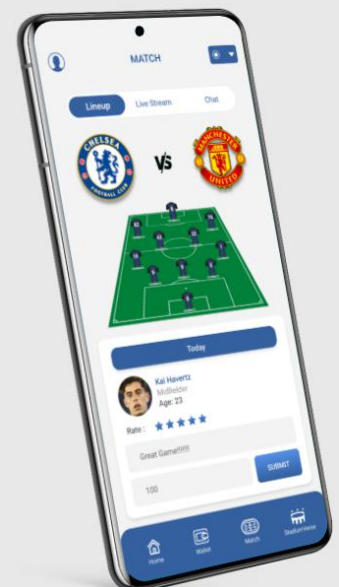 MATCH
Lineup Live Stream Chat
CHELSEA
FOOTBALL CLUB
VS
MANCHESTER
UNITED
Today
Kai Havertz
Midfielder
Age: 23
Rate :
Great Game!!!!!
100
SUBMIT
Home Wallet Match StadiumVerse